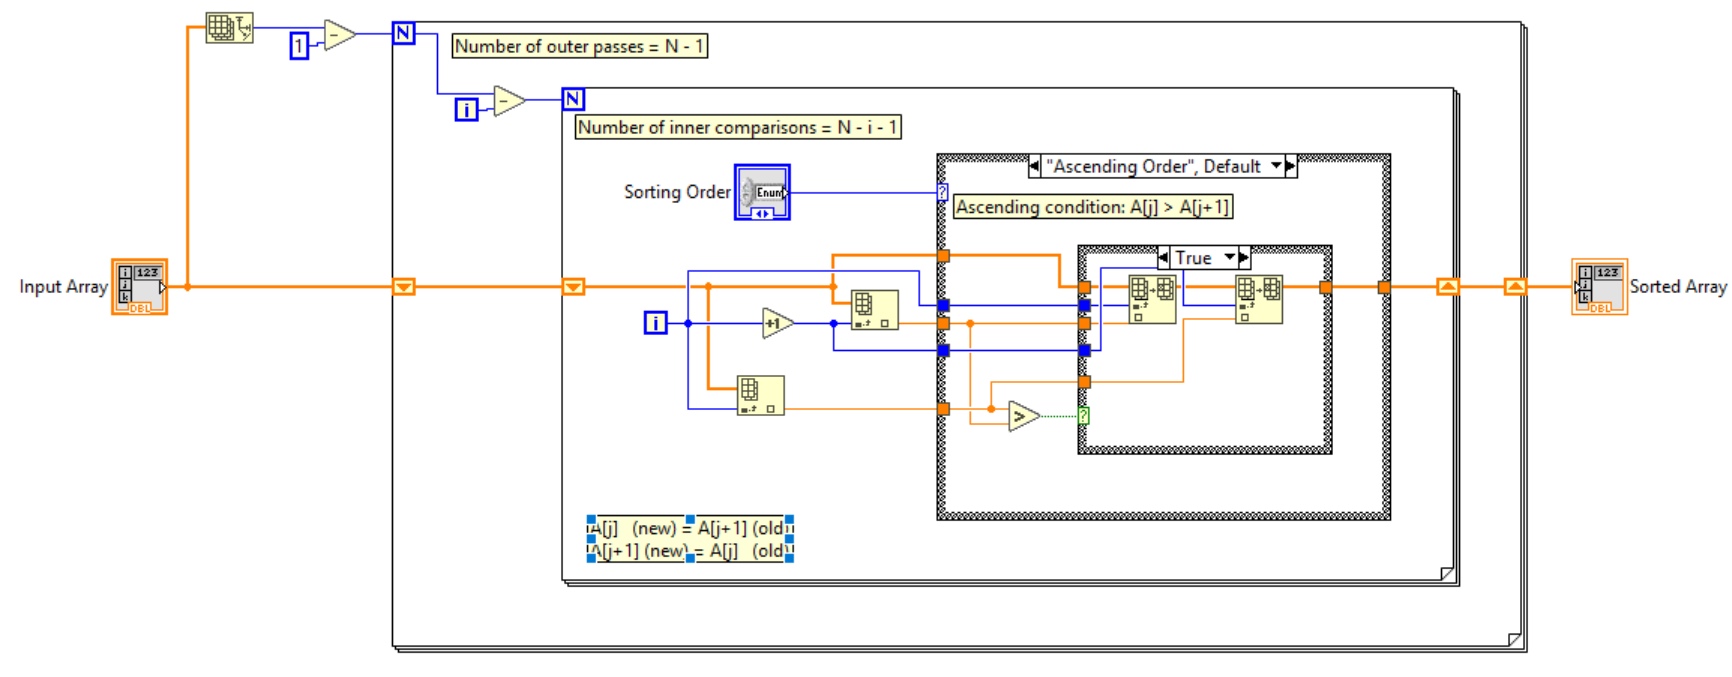 N
Number of outer passes = N - 1
1
-
i
-
N
Number of inner comparisons = N - i - 1
"Ascending Order", Default
Sorting Order
Enum
?
Ascending condition: A[j] > A[j+1]
True
Input Array
i
j
k
123
DBL
i
j
k
123
DBL
Sorted Array
i
+1
>
?
A[j] (new) = A[j+1] (old)
A[j+1] (new) = A[j] (old)